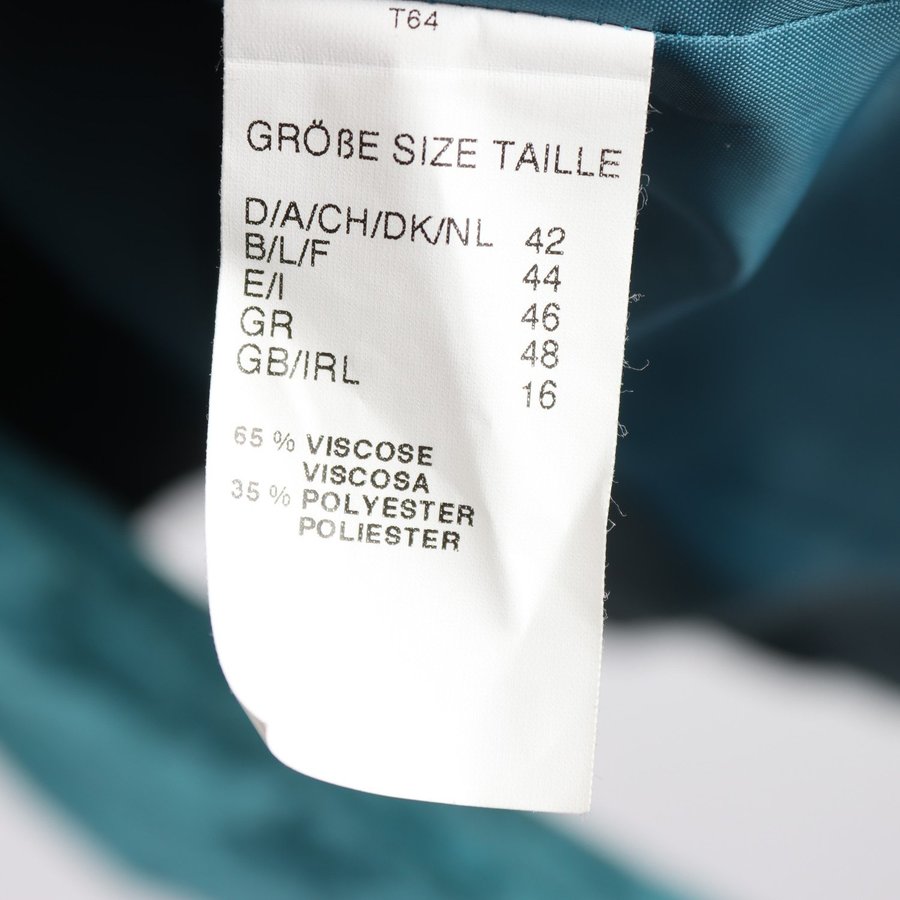 T64
GRÖßE SIZE TAILLE
D/A/CH/DK/NL 42
B/L/F 44
E/I 46
GR 48
GB/IRL 16
65 % VISCOSE
VISCOSA
35 % POLYESTER
POLIESTER